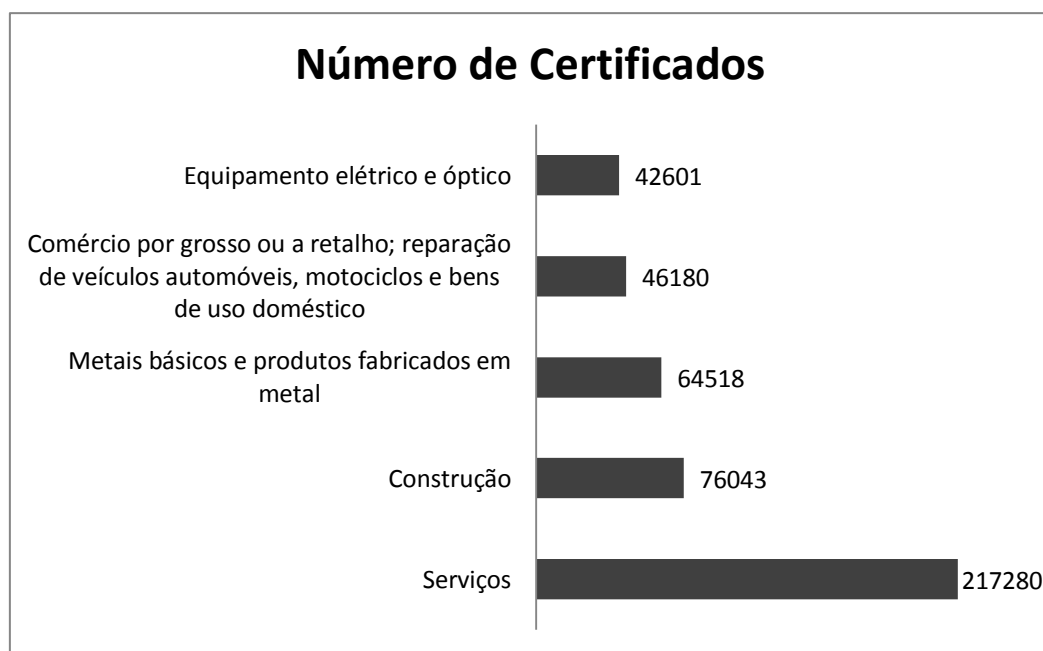 Número de Certificados
Equipamento elétrico e óptico
42601
Comércio por grosso ou a retalho; reparação
de veículos automóveis, motociclos e bens
de uso doméstico
46180
Metais básicos e produtos fabricados em
metal
64518
Construção
76043
Serviços
217280